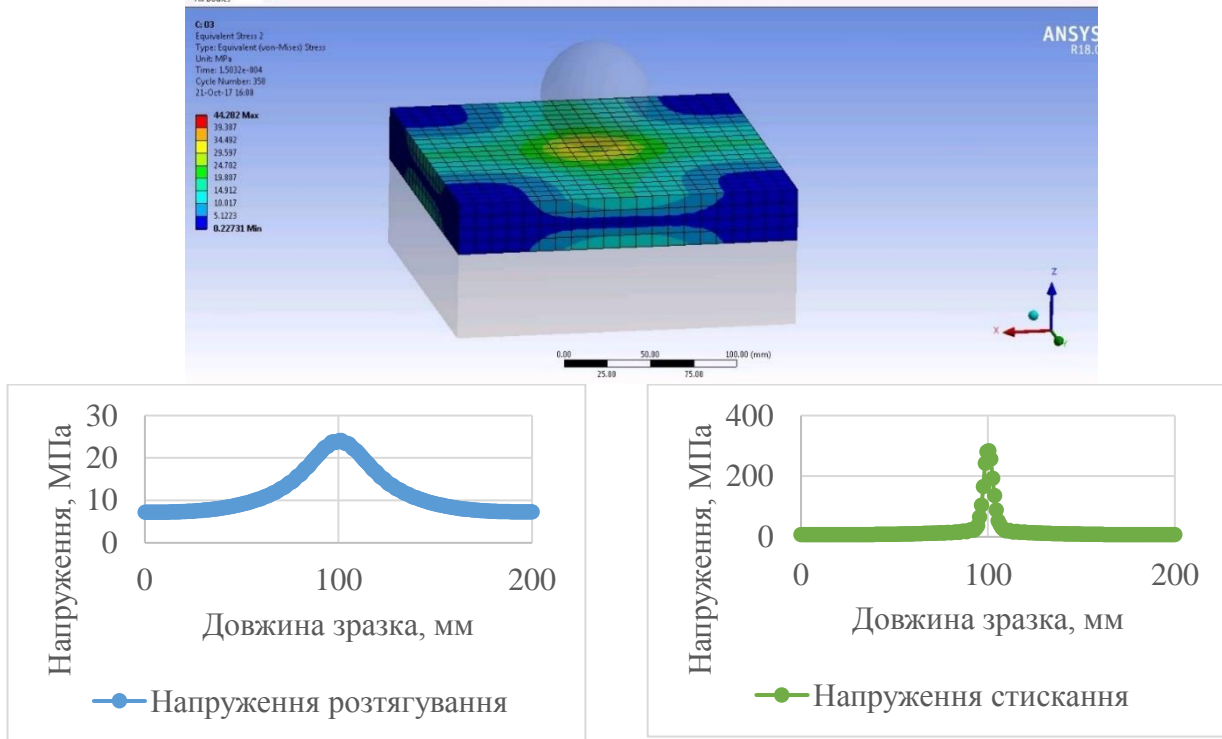 C: 03
Equivalent Stress 2
Type: Equivalent (von-Mises) Stress
Unit: MPa
Time: 1.5032e-004
Cycle Number: 350
21-Oct-17 16:08
44.202 Max
39.307
34.492
29.597
24.702
19.807
14.912
10.017
5.1223
0.22731 Min
ANSYS
R18.0
Z
X
Y
0.00 50.00 100.00 (mm)
25.00 75.00
Напруження, МПа
30
20
10
0
0 100 200
Довжина зразка, мм
Напруження розтягування
Напруження, МПа
400
200
0
0 100 200
Довжина зразка, мм
Напруження стискання